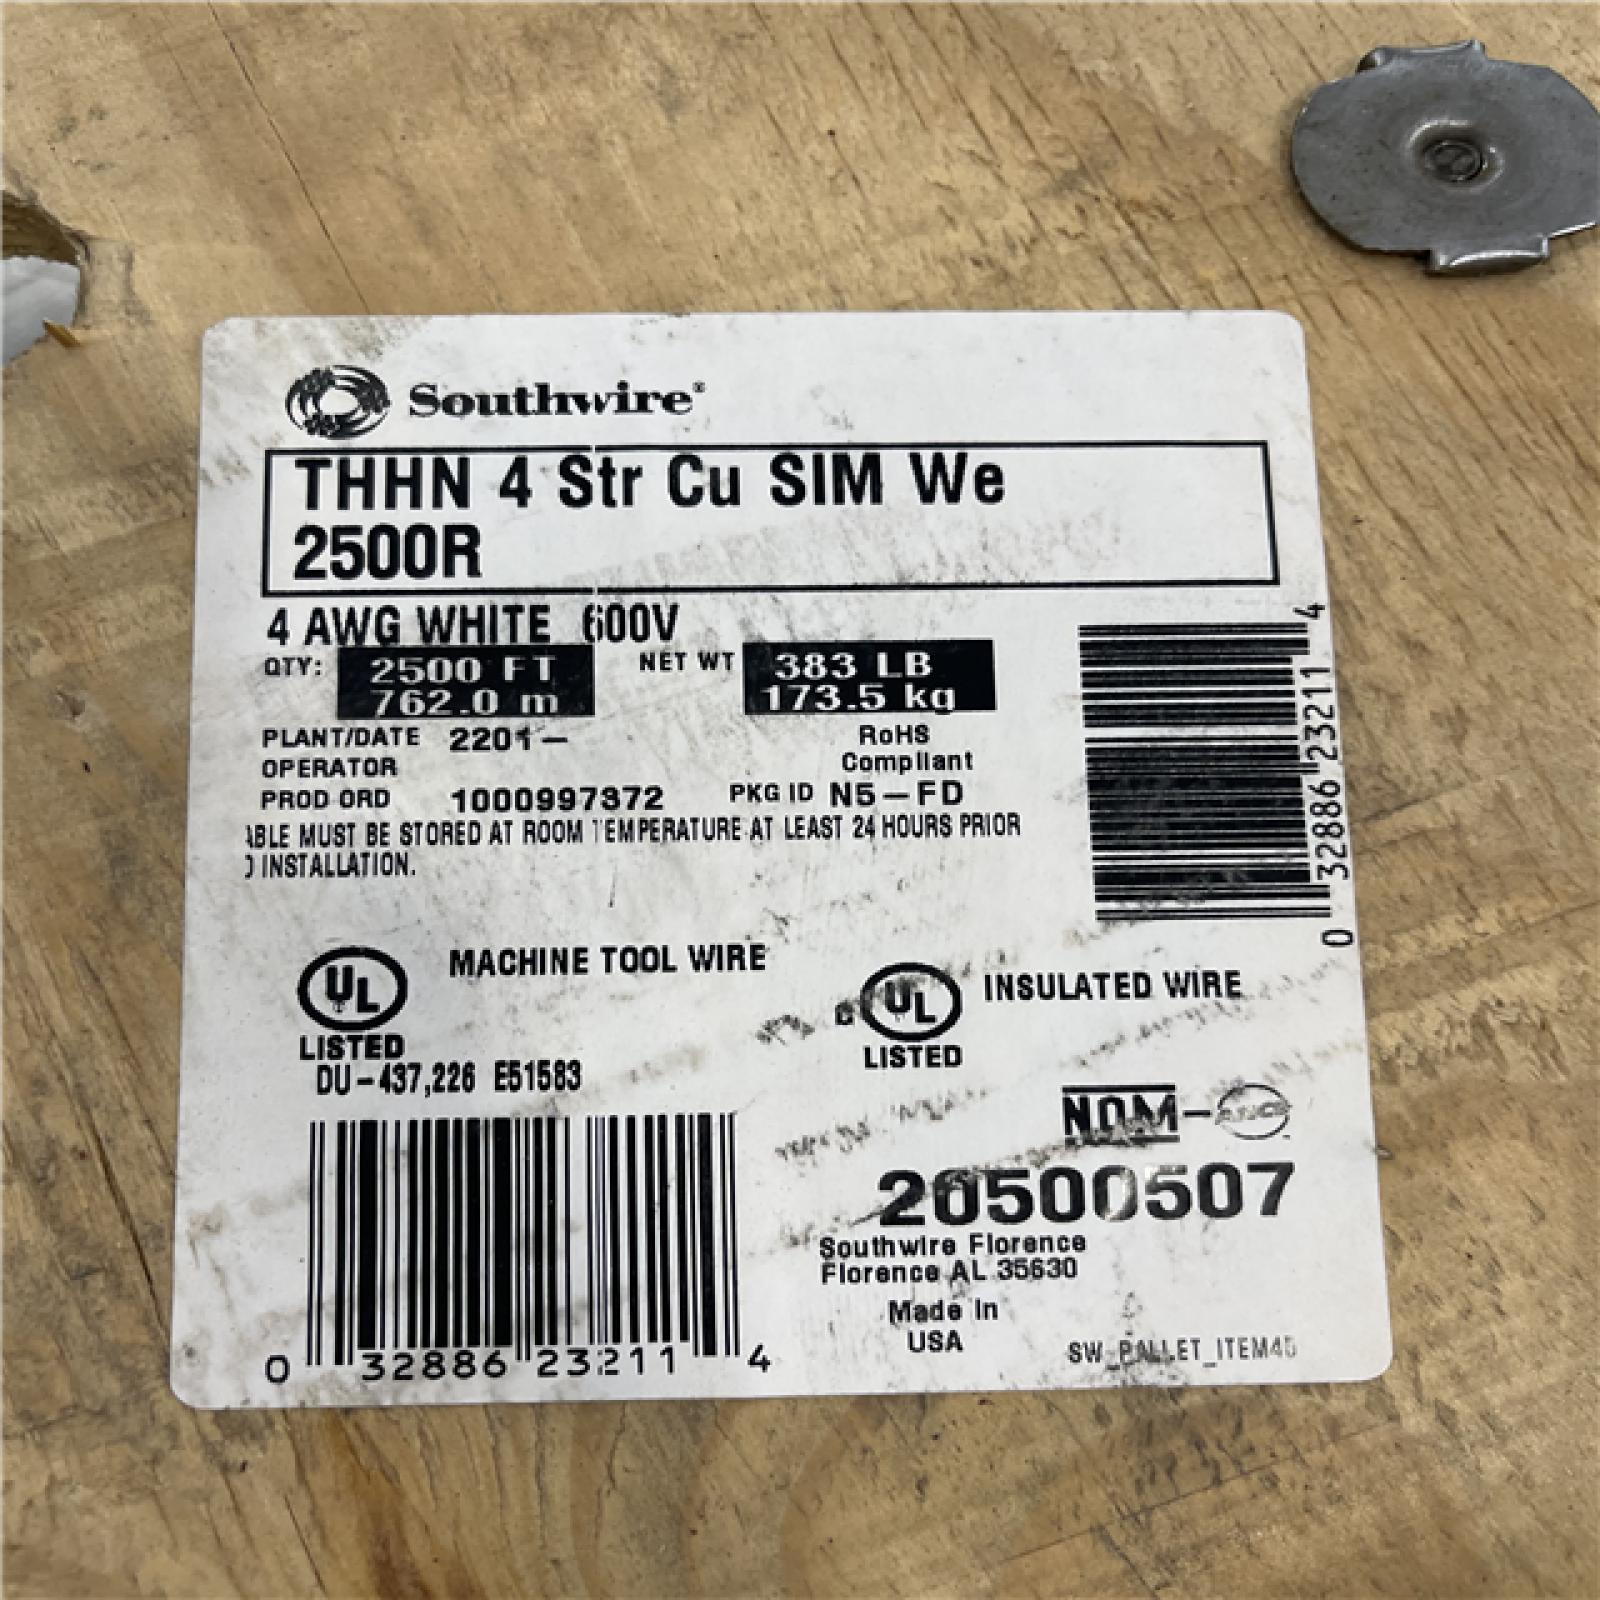 Southwire®
THHN 4 Str Cu SIM We
2500R
4 AWG WHITE 600V
QTY: 2500 FT NET WT 383 LB
762.0 m 173.5 kg
PLANT/DATE 2201- RoHS
OPERATOR Compliant
PROD ORD 1000997372 PKG ID N5-FD
ABLE MUST BE STORED AT ROOM TEMPERATURE AT LEAST 24 HOURS PRIOR
O INSTALLATION.
0 32886 23211 4
UL MACHINE TOOL WIRE
LISTED
DU-437,226 E51583
C UL INSULATED WIRE
LISTED
NOM-ANCE
20500507
Southwire Florence
Florence AL 35630
Made In
USA
SW_PALLET_ITEM4D
0 32886 23211 4